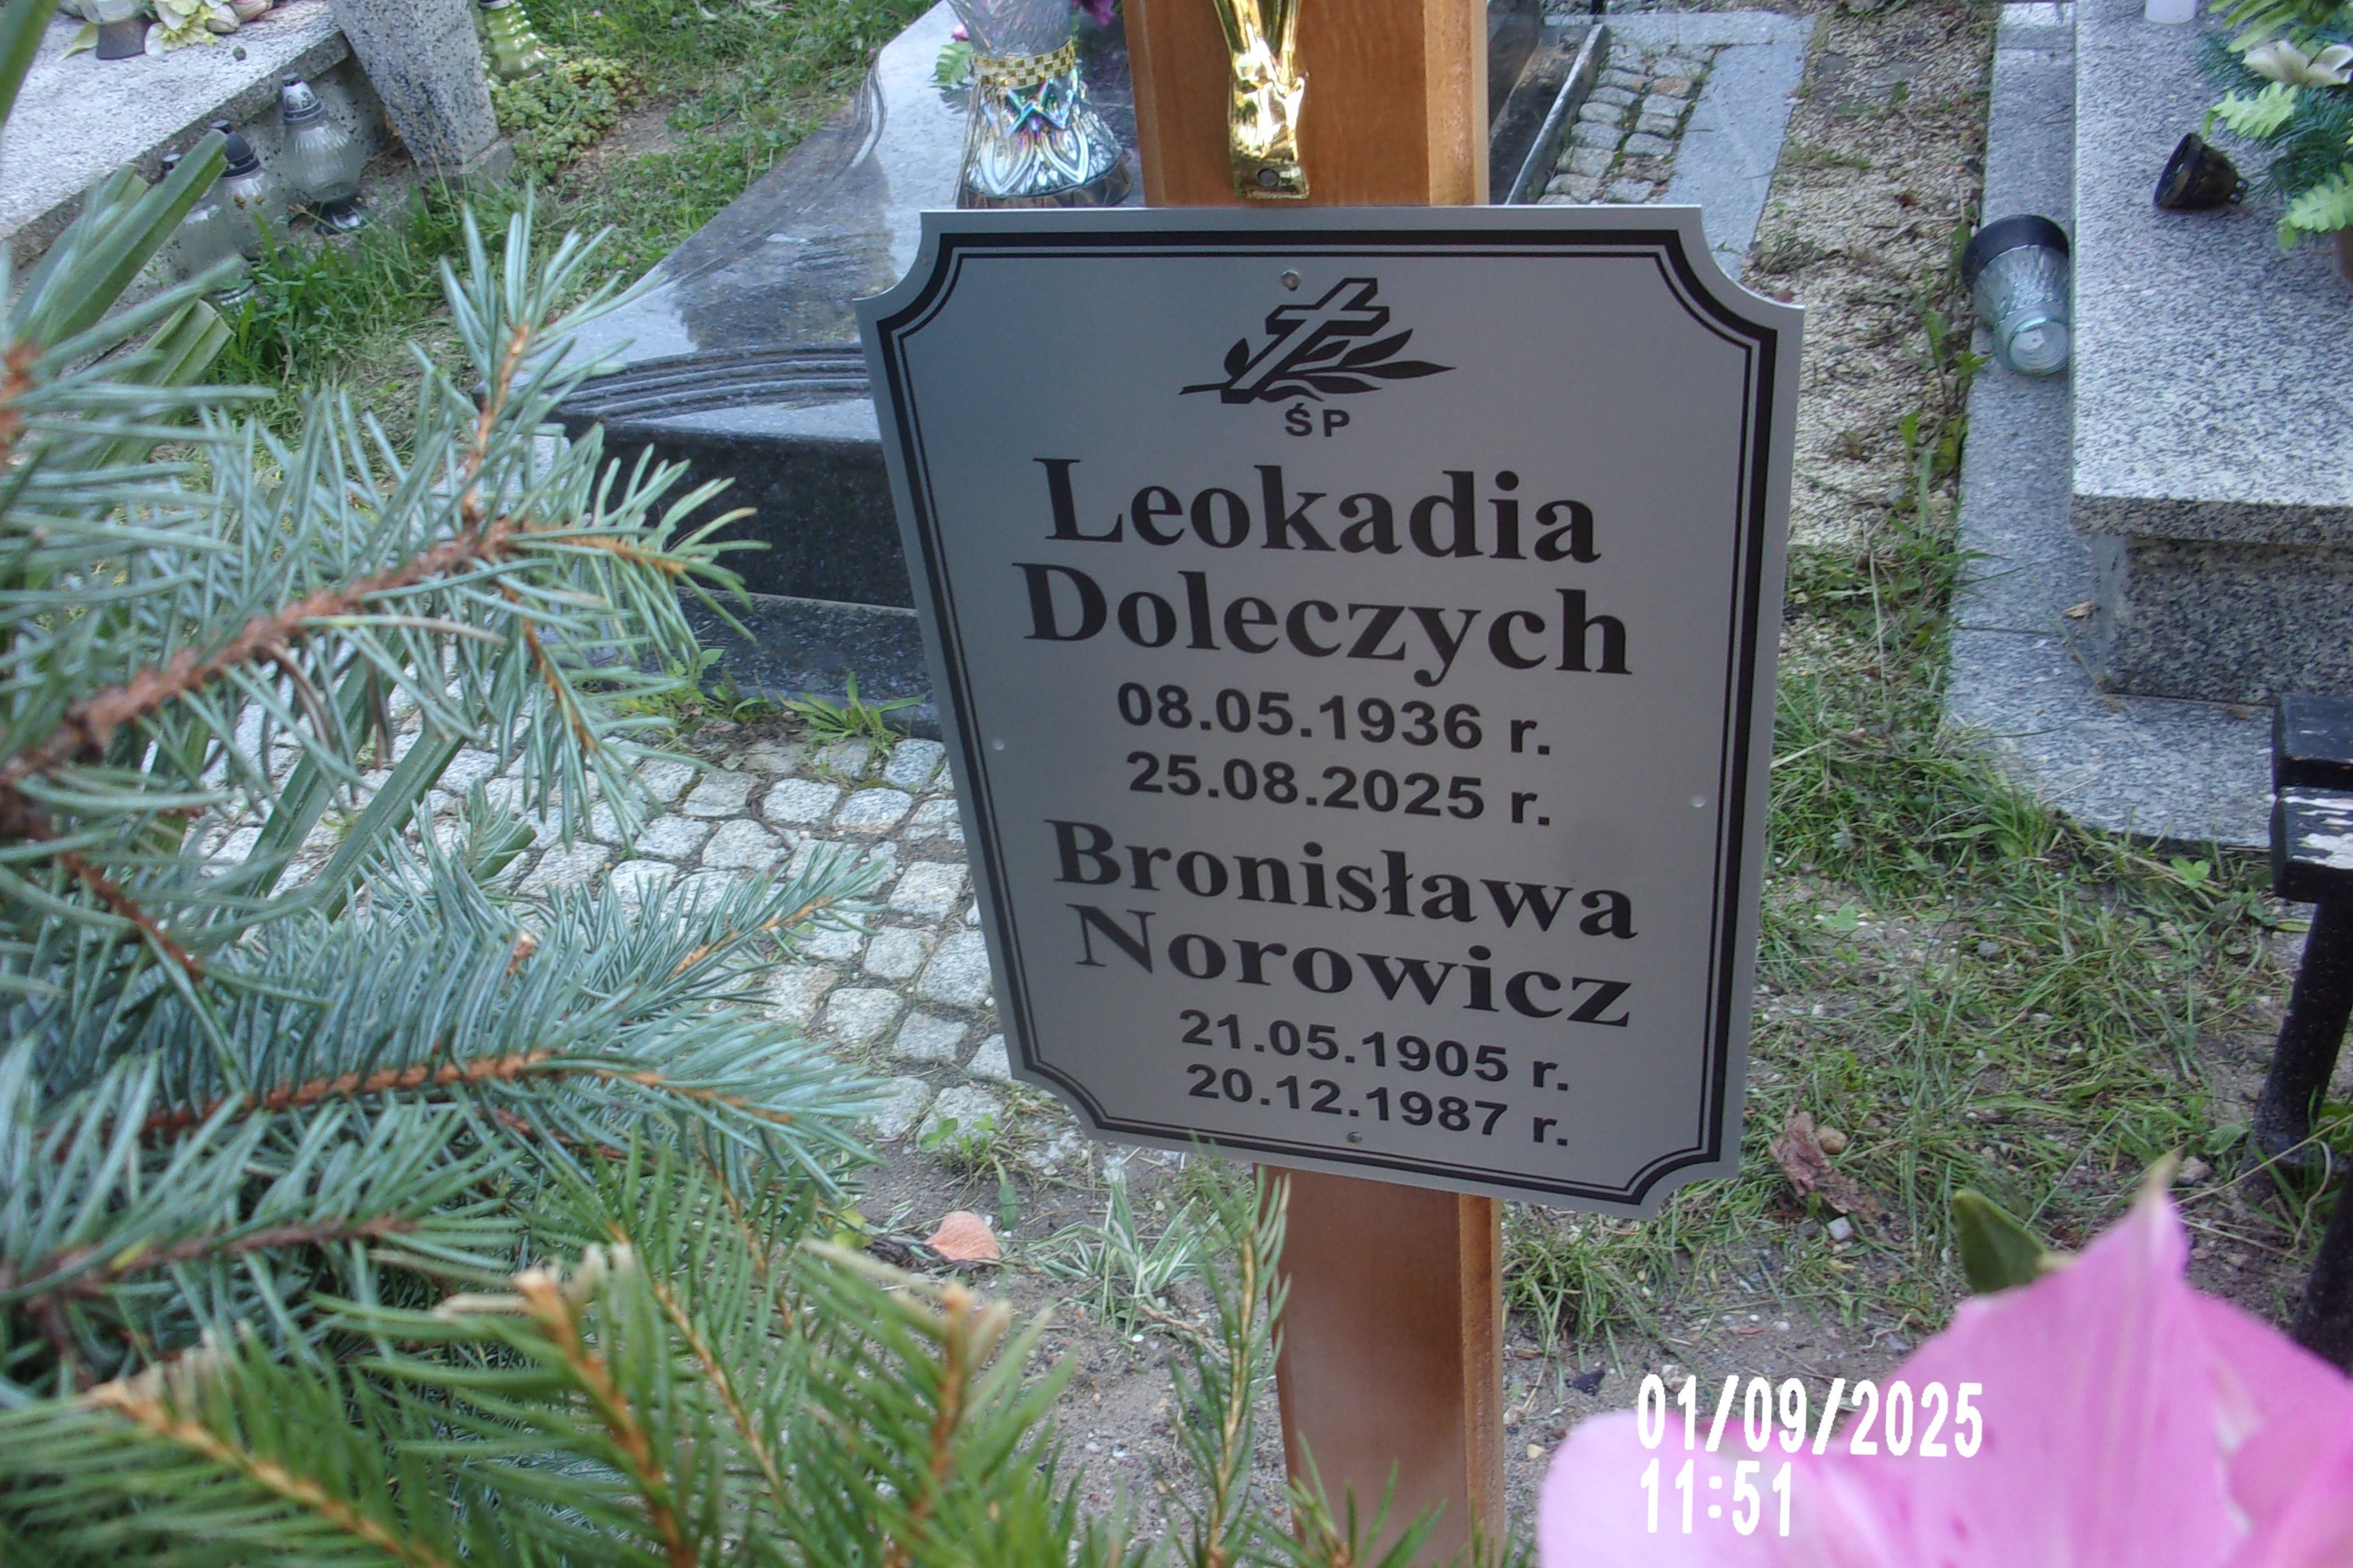 ŚP
Leokadia
Doleczych
08.05.1936 r.
25.08.2025 r.
Bronisława
Norowicz
21.05.1905 r.
20.12.1987 r.
01/09/2025
11:51